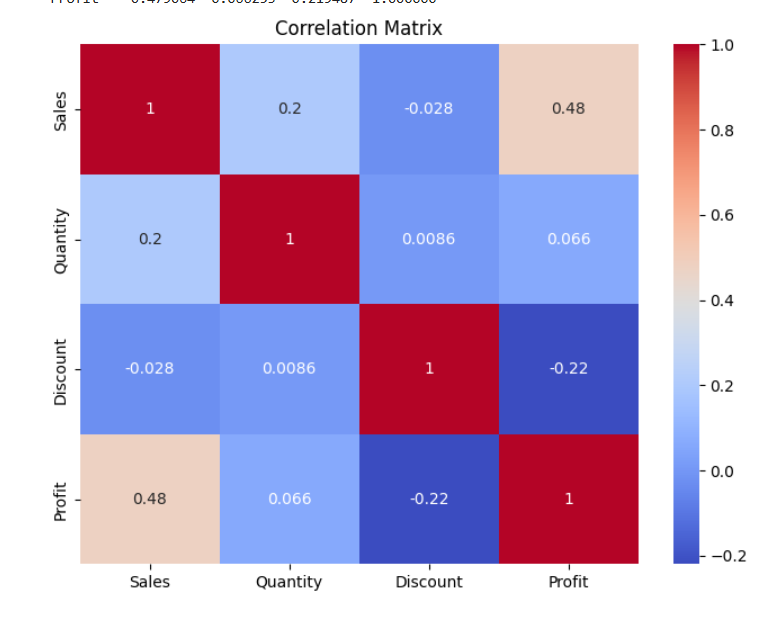 Correlation Matrix
Sales 1 0.2 -0.028 0.48
Quantity 0.2 1 0.0086 0.066
Discount -0.028 0.0086 1 -0.22
Profit 0.48 0.066 -0.22 1
Sales Quantity Discount Profit
1.0
0.8
0.6
0.4
0.2
0.0
−0.2